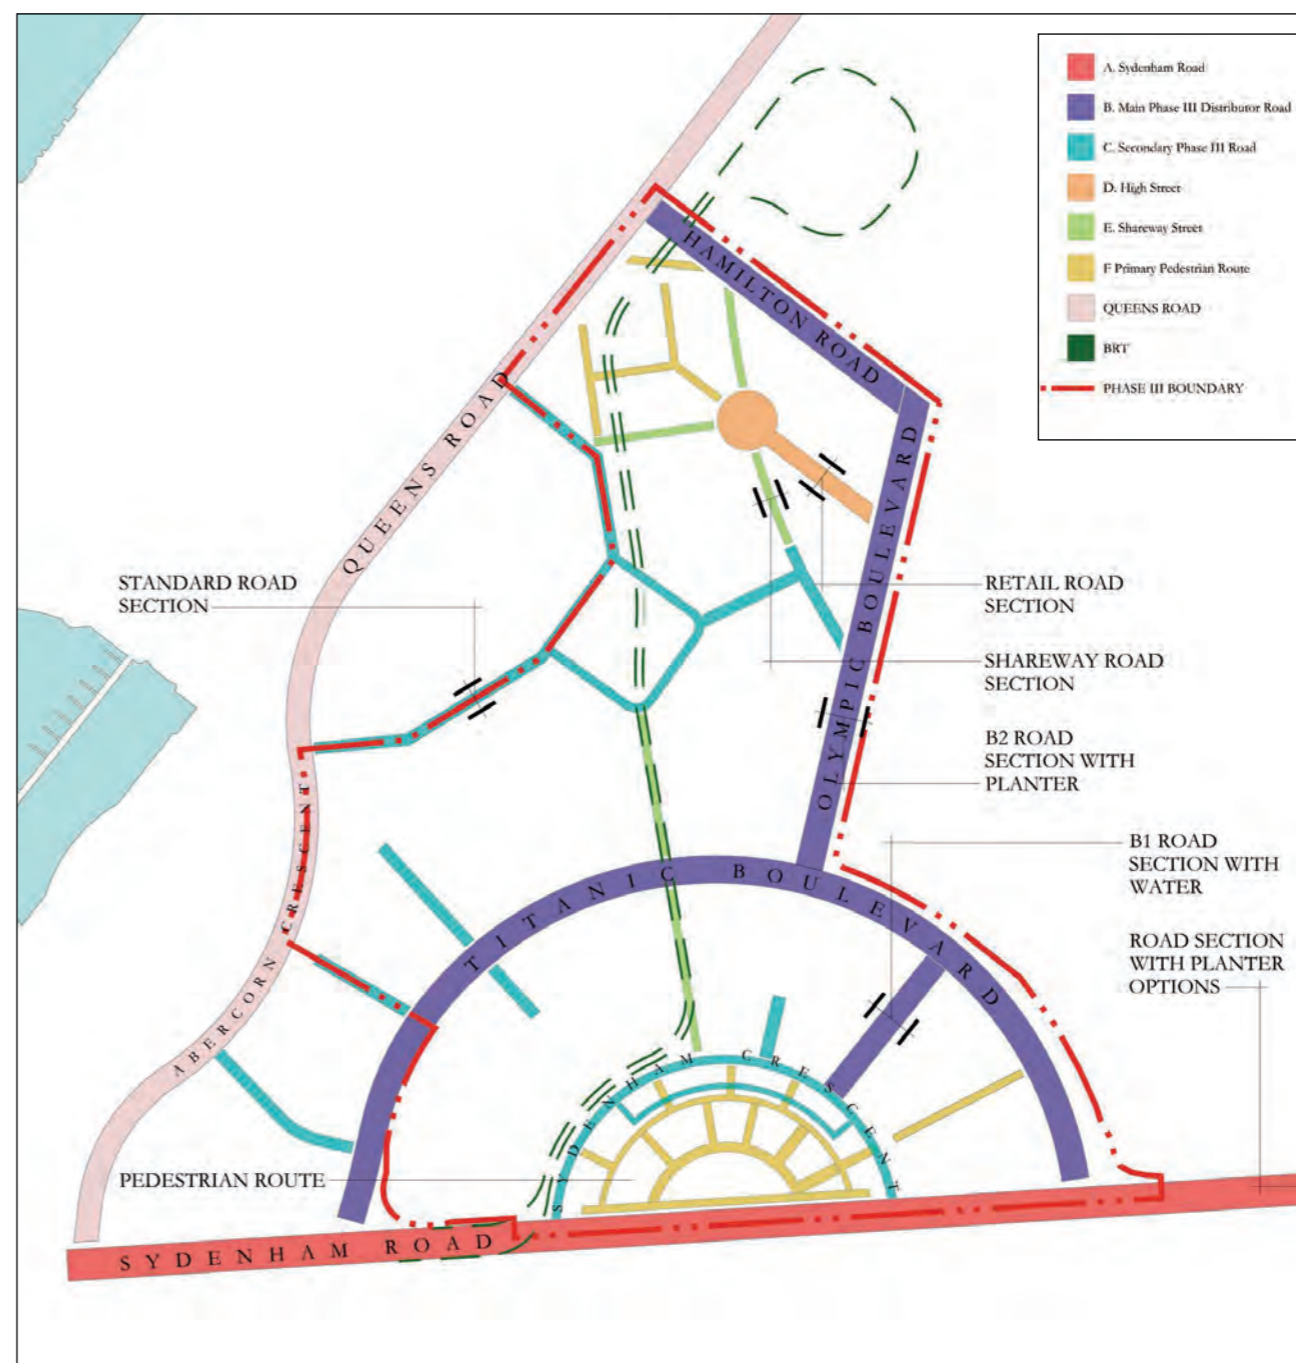 A. Sydenham Road
B. Main Phase III Distributor Road
C. Secondary Phase III Road
D. High Street
E. Shareway Street
F Primary Pedestrian Route
QUEENS ROAD
BRT
PHASE III BOUNDARY
HAMILTON ROAD
QUEENS ROAD
OLYMPIC BOULEVARD
STANDARD ROAD
SECTION
RETAIL ROAD
SECTION
SHAREWAY ROAD
SECTION
B2 ROAD
SECTION WITH
PLANTER
B1 ROAD
SECTION WITH
WATER
ROAD SECTION
WITH PLANTER
OPTIONS
TITANIC BOULEVARD
ABERCORN CRESCENT
SYDENHAM CRESCENT
PEDESTRIAN ROUTE
SYDENHAM ROAD